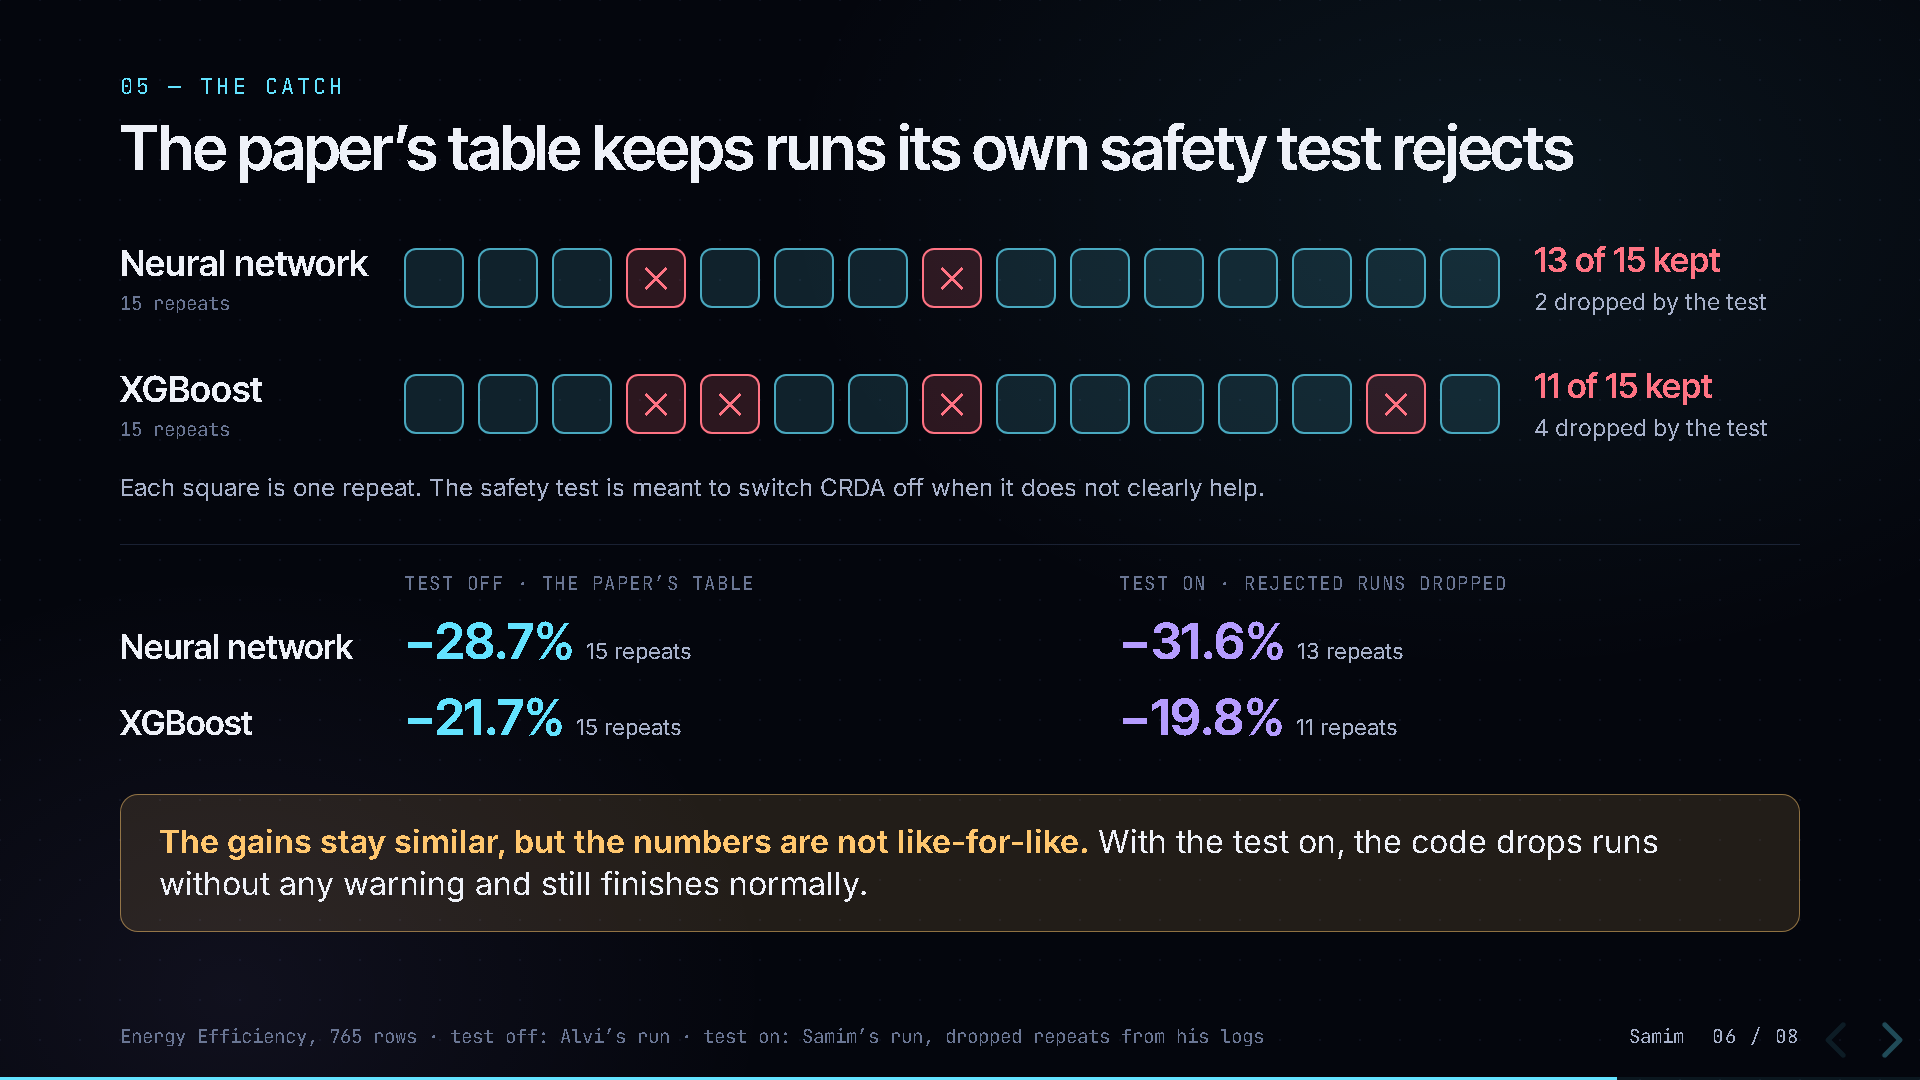 05 — THE CATCH
The paper’s table keeps runs its own safety test rejects
Neural network
15 repeats
13 of 15 kept
2 dropped by the test
XGBoost
15 repeats
11 of 15 kept
4 dropped by the test
Each square is one repeat. The safety test is meant to switch CRDA off when it does not clearly help.
TEST OFF · THE PAPER’S TABLE
TEST ON · REJECTED RUNS DROPPED
Neural network −28.7% 15 repeats −31.6% 13 repeats
XGBoost −21.7% 15 repeats −19.8% 11 repeats
The gains stay similar, but the numbers are not like-for-like. With the test on, the code drops runs
without any warning and still finishes normally.
Energy Efficiency, 765 rows · test off: Alvi’s run · test on: Samim’s run, dropped repeats from his logs
Samim 06 / 08